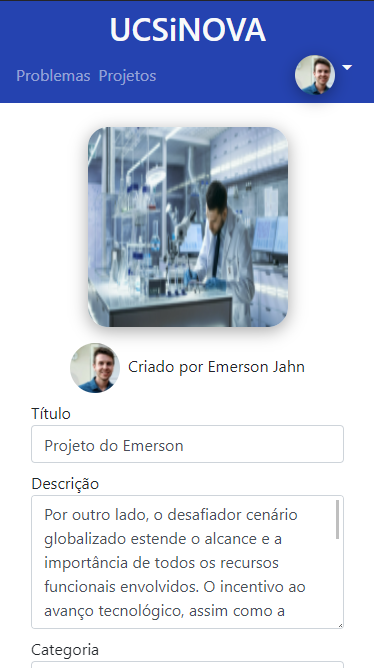 UCSiNOVA
Problemas Projetos
Criado por Emerson Jahn
Título
Projeto do Emerson
Descrição
Por outro lado, o desafiador cenário
globalizado estende o alcance e a
importância de todos os recursos
funcionais envolvidos. O incentivo ao
avanço tecnológico, assim como a
Categoria